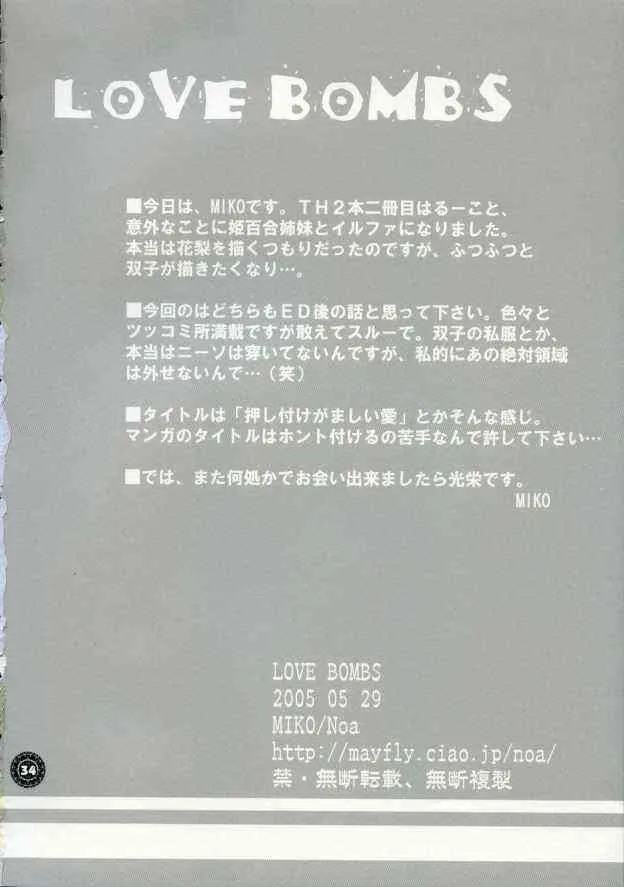 LOVE BOMBS
■今日は、MIKOです。TH2本二冊目はるーこと、
意外なことに姫百合姉妹とイルファになりました。
本当は花梨を描くつもりだったのですが、ふつふつと
双子が描きたくなり…。
■今回のはどちらもED後の話と思って下さい。色々と
ツッコミ所満載ですが敢えてスルーで。双子の私服とか、
本当はニーソは穿いてないんですが、私的にあの絶対領域
は外せないんで…(笑)
■タイトルは「押し付けがましい愛」とかそんな感じ。
マンガのタイトルはホント付けるの苦手なんで許して下さい…
■では、また何処かでお会い出来ましたら光栄です。
MIKO
LOVE BOMBS
2005 05 29
MIKO/Noa
http://mayfly.ciao.jp/noa/
禁・無断転載、無断複製
34